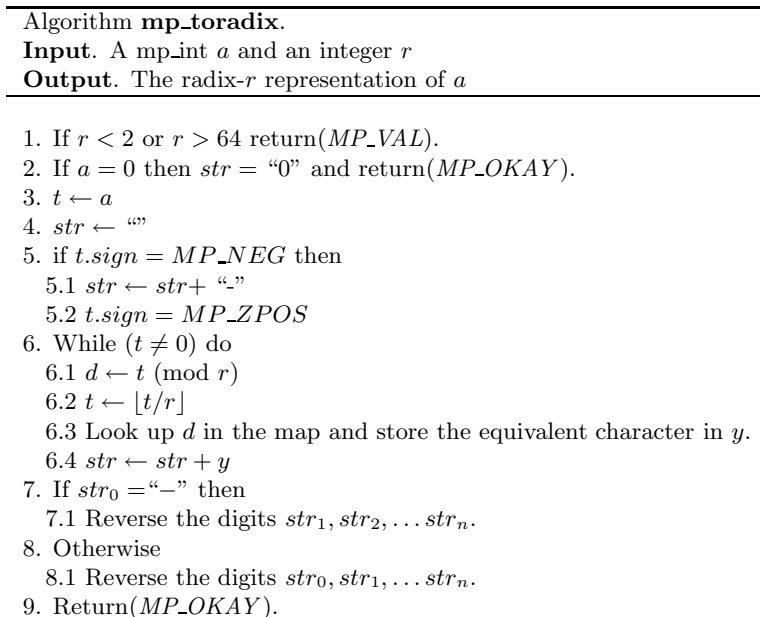 Algorithm mp_toradix.
Input. A mp_int a and an integer r
Output. The radix-r representation of a
1. If r < 2 or r > 64 return(MP_VAL).
2. If a = 0 then str = “0” and return(MP_OKAY).
3. t ← a
4. str ← “”
5. if t.sign = MP_NEG then
5.1 str ← str+ “-”
5.2 t.sign = MP_ZPOS
6. While (t ≠ 0) do
6.1 d ← t (mod r)
6.2 t ← ⌊t/r⌋
6.3 Look up d in the map and store the equivalent character in y.
6.4 str ← str + y
7. If str₀ =“−” then
7.1 Reverse the digits str₁, str₂, . . . strₙ.
8. Otherwise
8.1 Reverse the digits str₀, str₁, . . . strₙ.
9. Return(MP_OKAY).